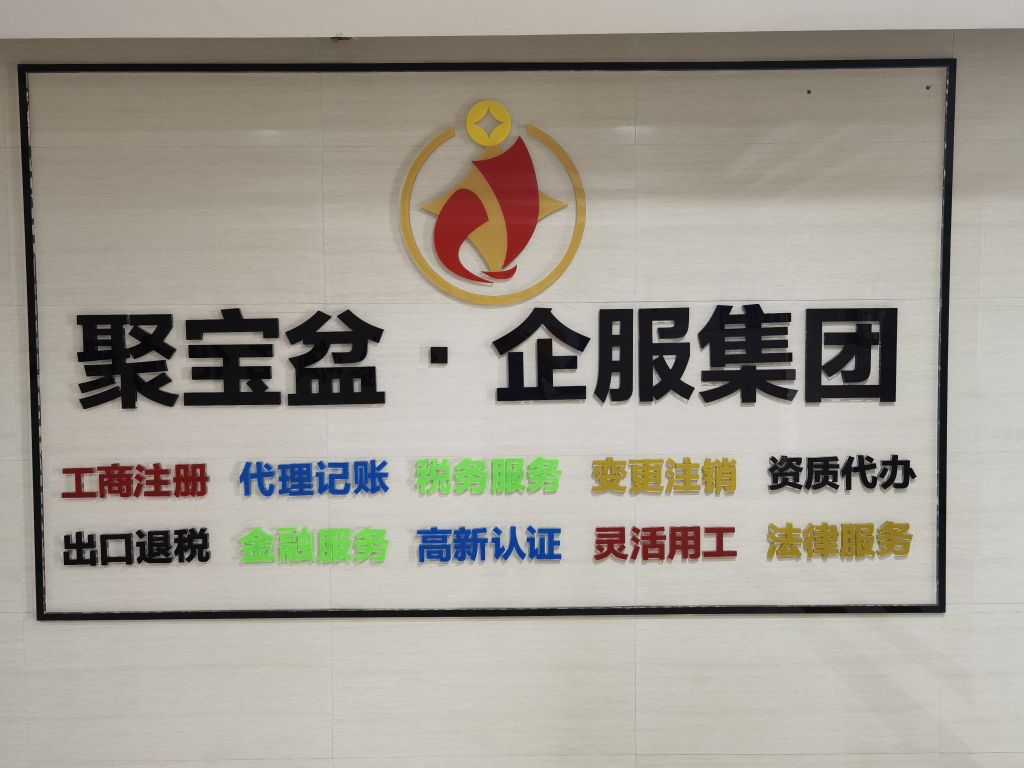 聚宝盆·企服集团
工商注册 代理记账 税务服务 变更注销 资质代办
出口退税 金融服务 高新认证 灵活用工 法律服务